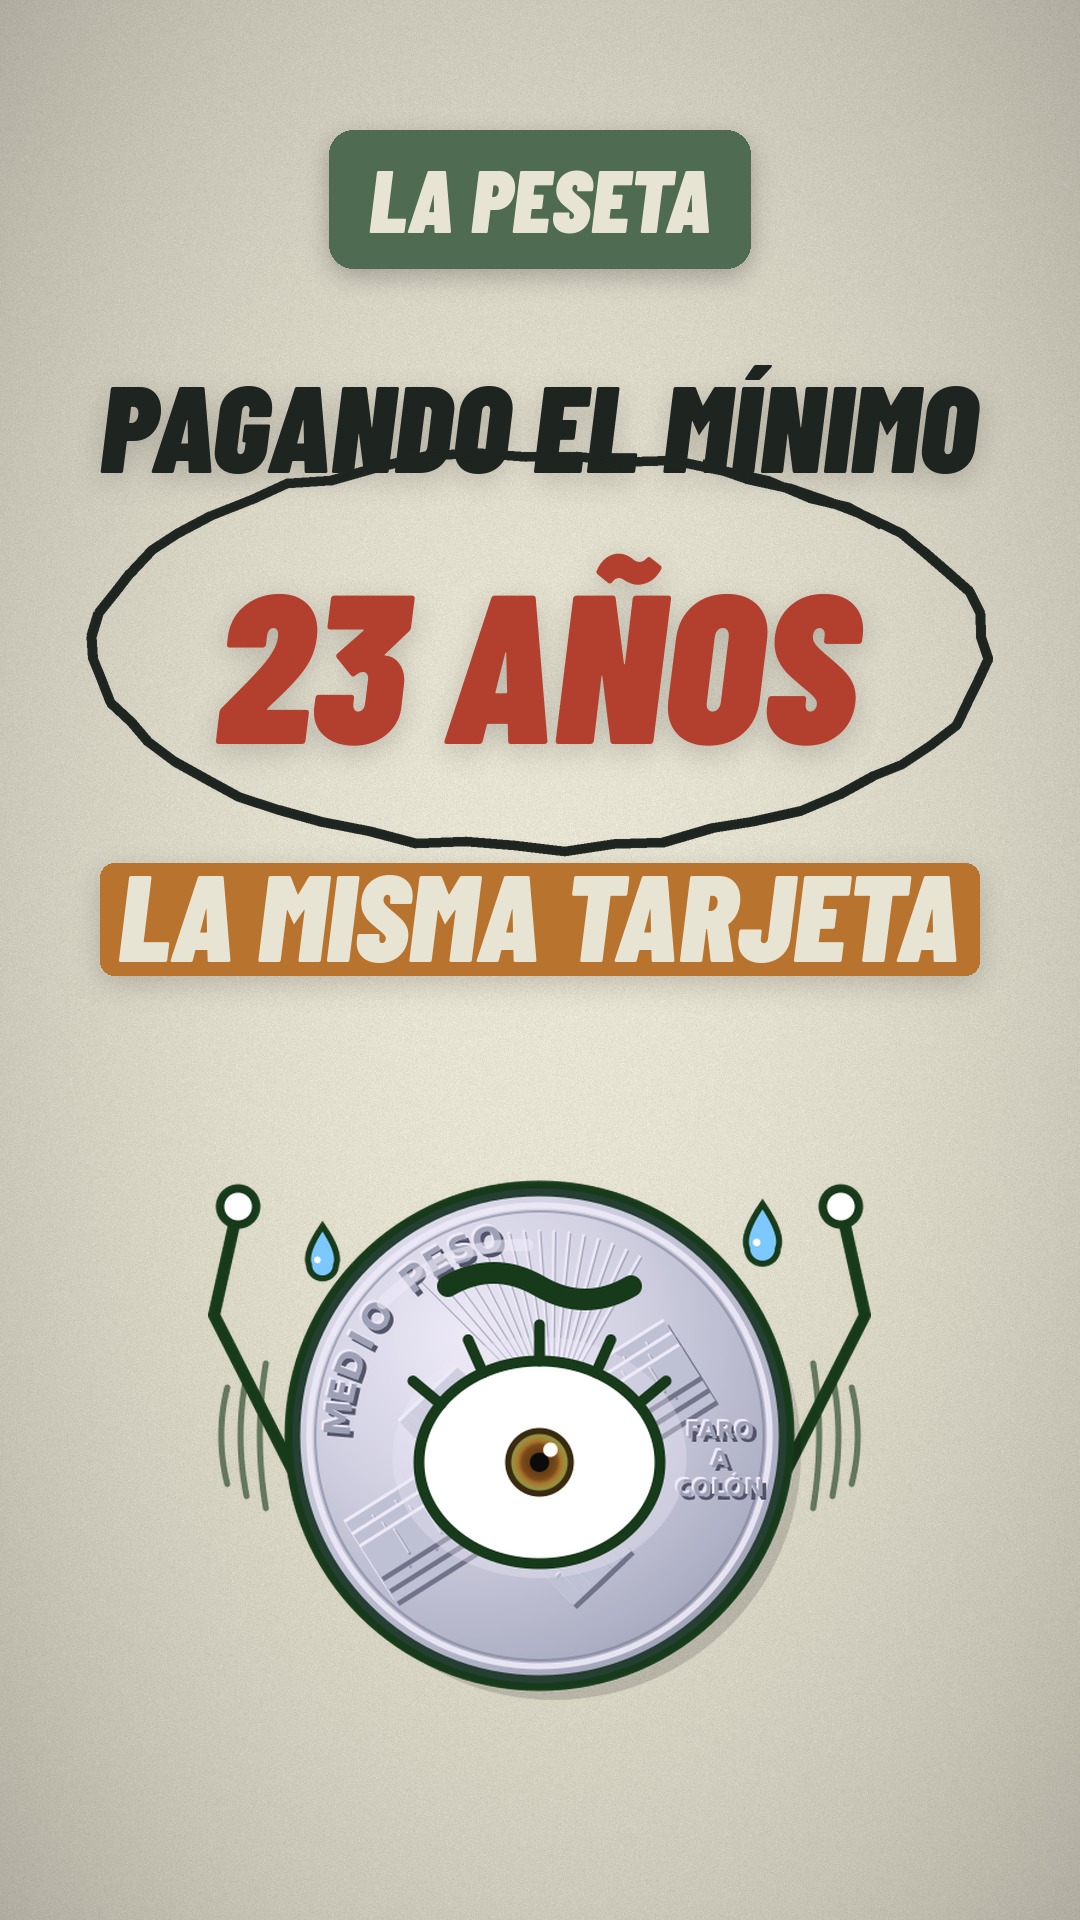 LA PESETA
PAGANDO EL MÍNIMO
23 AÑOS
LA MISMA TARJETA
MEDIO PESO
FARO
A
COLÓN